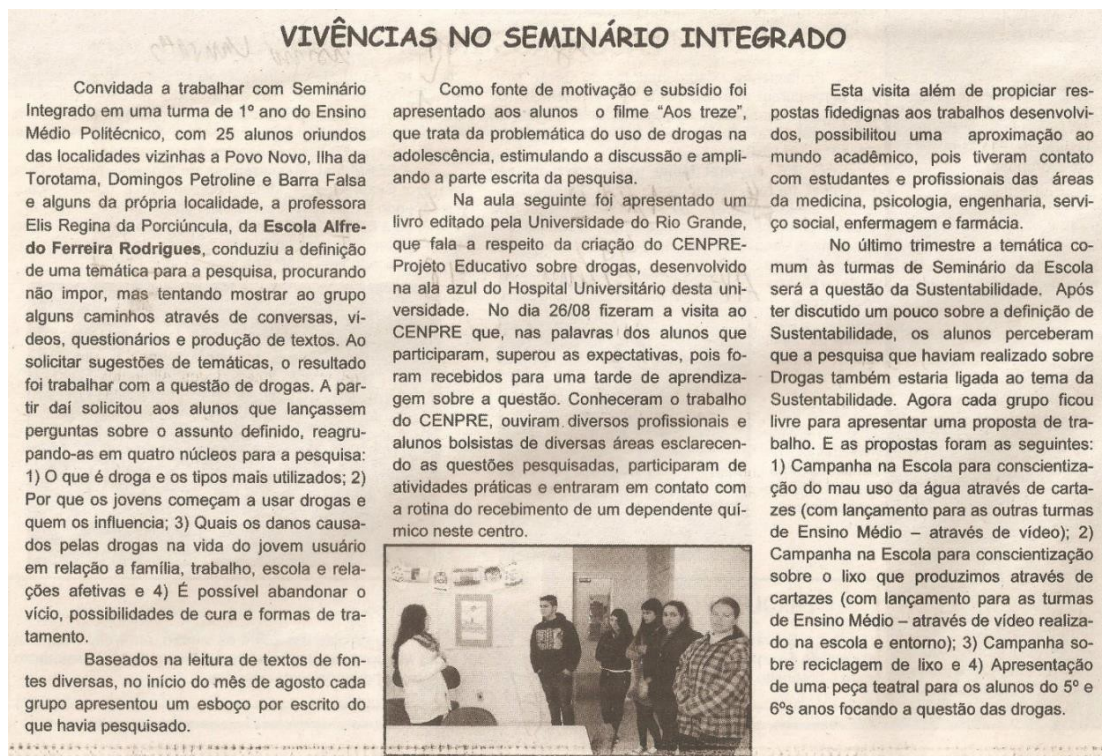 VIVÊNCIAS NO SEMINÁRIO INTEGRADO
Convidada a trabalhar com Seminário
Integrado em uma turma de 1º ano do Ensino
Médio Politécnico, com 25 alunos oriundos
das localidades vizinhas a Povo Novo, Ilha da
Torotama, Domingos Petroline e Barra Falsa
e alguns da própria localidade, a professora
Elis Regina da Porciúncula, da Escola Alfre-
do Ferreira Rodrigues, conduziu a definição
de uma temática para a pesquisa, procurando
não impor, mas tentando mostrar ao grupo
alguns caminhos através de conversas, ví-
deos, questionários e produção de textos. Ao
solicitar sugestões de temáticas, o resultado
foi trabalhar com a questão de drogas. A par-
tir daí solicitou aos alunos que lançassem
perguntas sobre o assunto definido, reagru-
pando-as em quatro núcleos para a pesquisa:
1) O que é droga e os tipos mais utilizados; 2)
Por que os jovens começam a usar drogas e
quem os influencia; 3) Quais os danos causa-
dos pelas drogas na vida do jovem usuário
em relação a família, trabalho, escola e rela-
ções afetivas e 4) É possível abandonar o
vício, possibilidades de cura e formas de tra-
tamento.
Baseados na leitura de textos de fon-
tes diversas, no início do mês de agosto cada
grupo apresentou um esboço por escrito do
que havia pesquisado.
Como fonte de motivação e subsídio foi
apresentado aos alunos o filme “Aos treze”,
que trata da problemática do uso de drogas na
adolescência, estimulando a discussão e ampli-
ando a parte escrita da pesquisa.
Na aula seguinte foi apresentado um
livro editado pela Universidade do Rio Grande,
que fala a respeito da criação do CENPRE-
Projeto Educativo sobre drogas, desenvolvido
na ala azul do Hospital Universitário desta uni-
versidade. No dia 26/08 fizeram a visita ao
CENPRE que, nas palavras dos alunos que
participaram, superou as expectativas, pois fo-
ram recebidos para uma tarde de aprendiza-
gem sobre a questão. Conheceram o trabalho
do CENPRE, ouviram diversos profissionais e
alunos bolsistas de diversas áreas esclarecen-
do as questões pesquisadas, participaram de
atividades práticas e entraram em contato com
a rotina do recebimento de um dependente quí-
mico neste centro.
Esta visita além de propiciar res-
postas fidedignas aos trabalhos desenvolvi-
dos, possibilitou uma aproximação ao
mundo acadêmico, pois tiveram contato
com estudantes e profissionais das áreas
da medicina, psicologia, engenharia, servi-
ço social, enfermagem e farmácia.
No último trimestre a temática co-
mum às turmas de Seminário da Escola
será a questão da Sustentabilidade. Após
ter discutido um pouco sobre a definição de
Sustentabilidade, os alunos perceberam
que a pesquisa que haviam realizado sobre
Drogas também estaria ligada ao tema da
Sustentabilidade. Agora cada grupo ficou
livre para apresentar uma proposta de tra-
balho. E as propostas foram as seguintes:
1) Campanha na Escola para conscientiza-
ção do mau uso da água através de carta-
zes (com lançamento para as outras turmas
de Ensino Médio – através de vídeo); 2)
Campanha na Escola para conscientização
sobre o lixo que produzimos através de
cartazes (com lançamento para as turmas
de Ensino Médio – através de vídeo realiza-
do na escola e entorno); 3) Campanha so-
bre reciclagem de lixo e 4) Apresentação
de uma peça teatral para os alunos do 5º e
6ºs anos focando a questão das drogas.